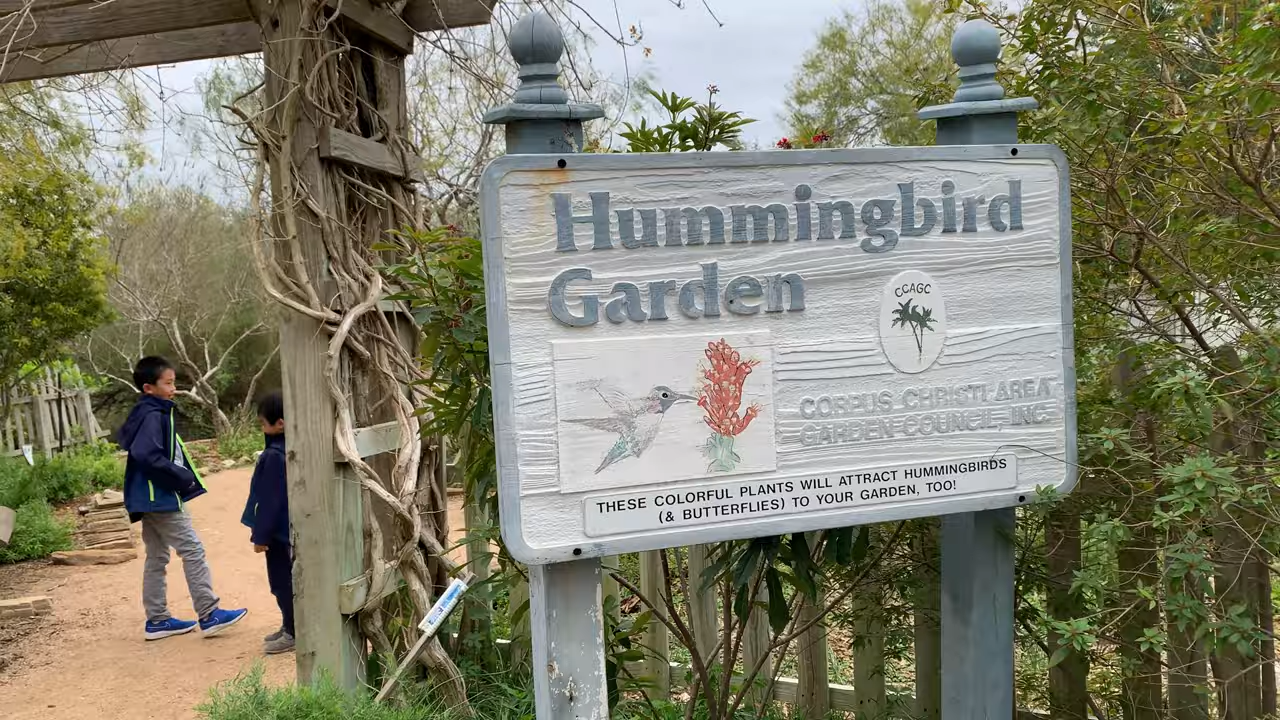 Hummingbird
Garden
CCAGC
CORPUS CHRISTI AREA
GARDEN COUNCIL, INC.
THESE COLORFUL PLANTS WILL ATTRACT HUMMINGBIRDS
(& BUTTERFLIES) TO YOUR GARDEN, TOO!